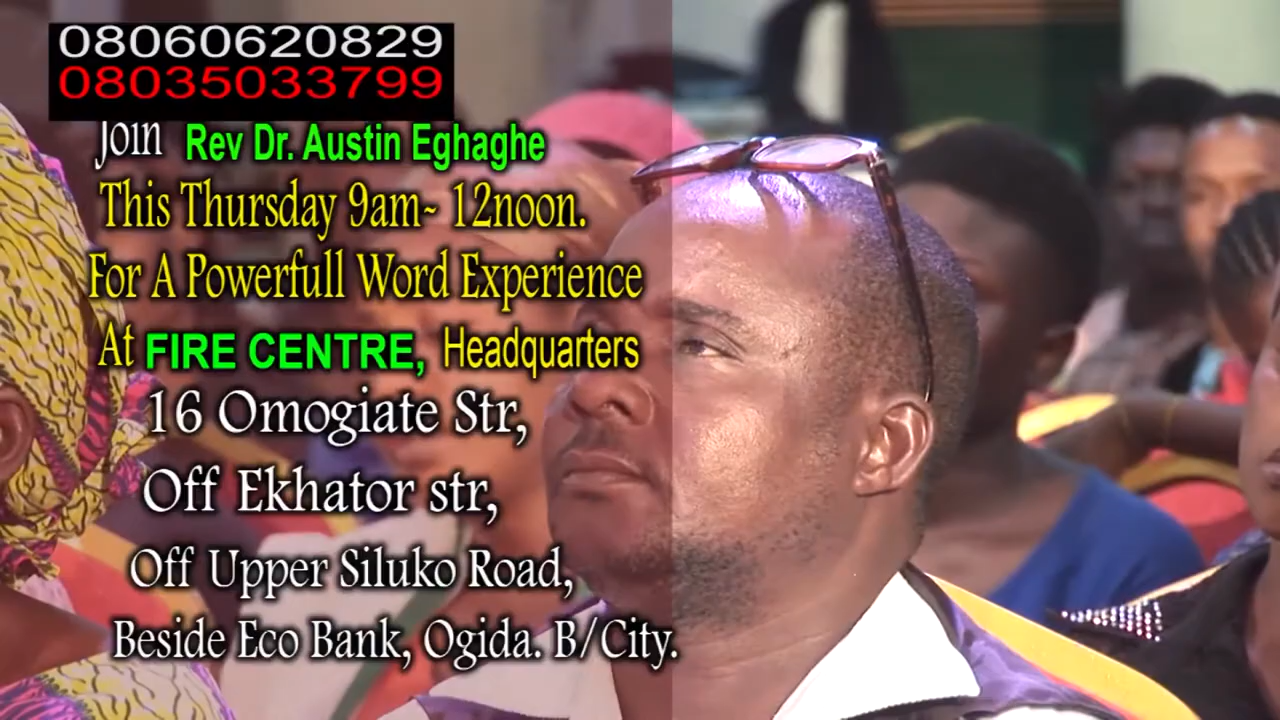 08060620829
08035033799
Join Rev Dr. Austin Eghaghe
This Thursday 9am- 12noon.
For A Powerfull Word Experience
At FIRE CENTRE, Headquarters
16 Omogiate Str,
Off Ekhator str,
Off Upper Siluko Road,
Beside Eco Bank, Ogida. B/City.